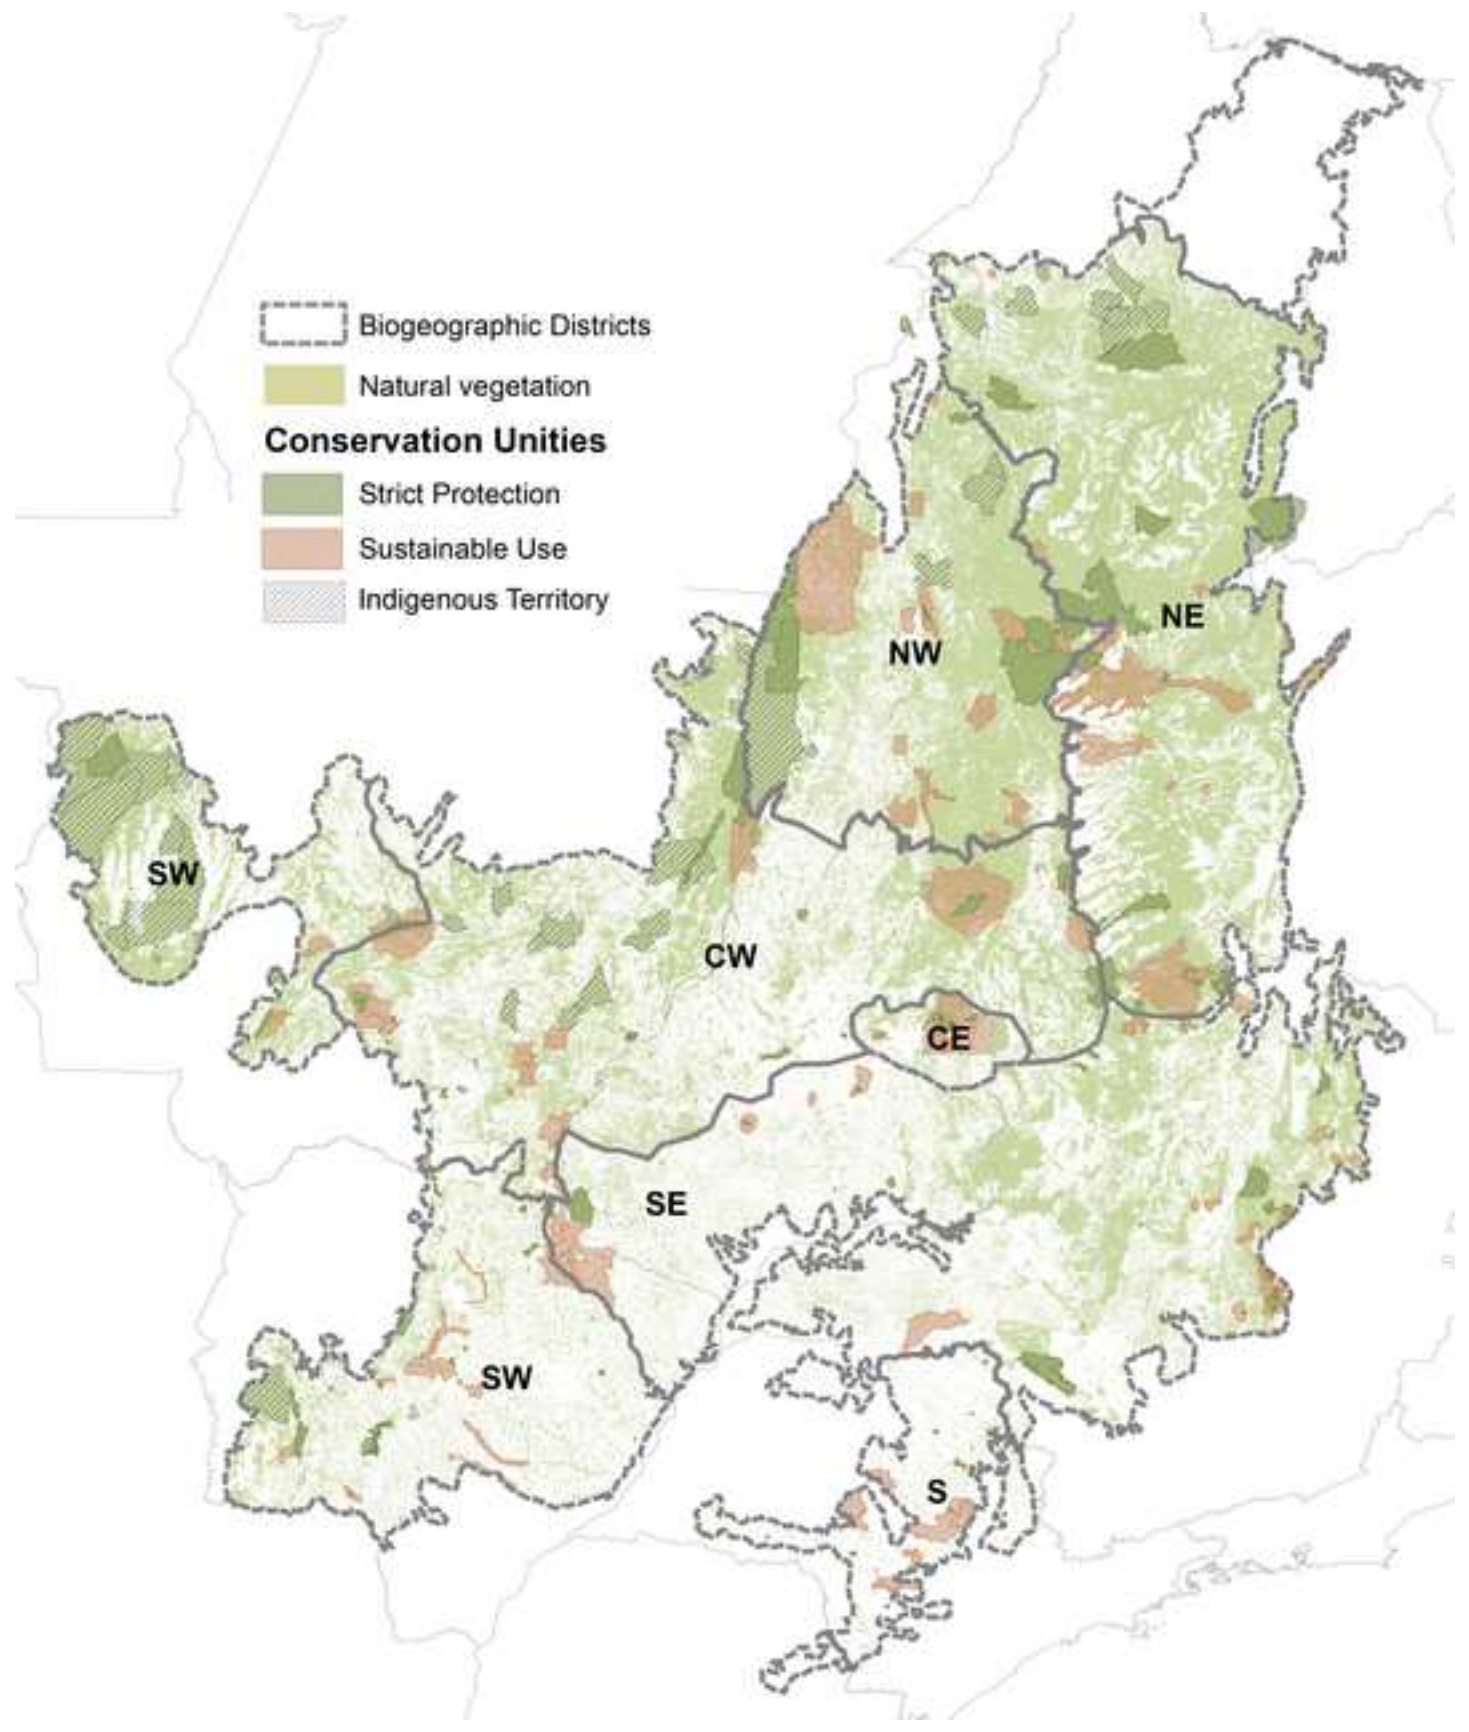 Biogeographic Districts
Natural vegetation
Conservation Unities
Strict Protection
Sustainable Use
Indigenous Territory
NE
NW
SW
CW
CE
SE
SW
S